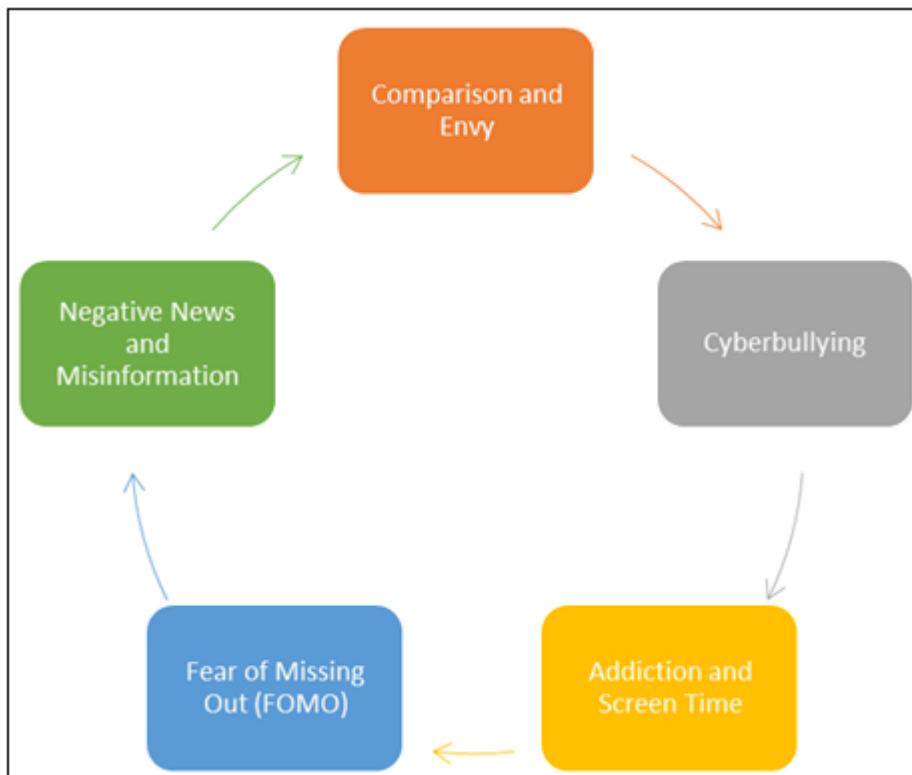 Comparison and
Envy
Cyberbullying
Addiction and
Screen Time
Fear of Missing
Out (FOMO)
Negative News
and
Misinformation